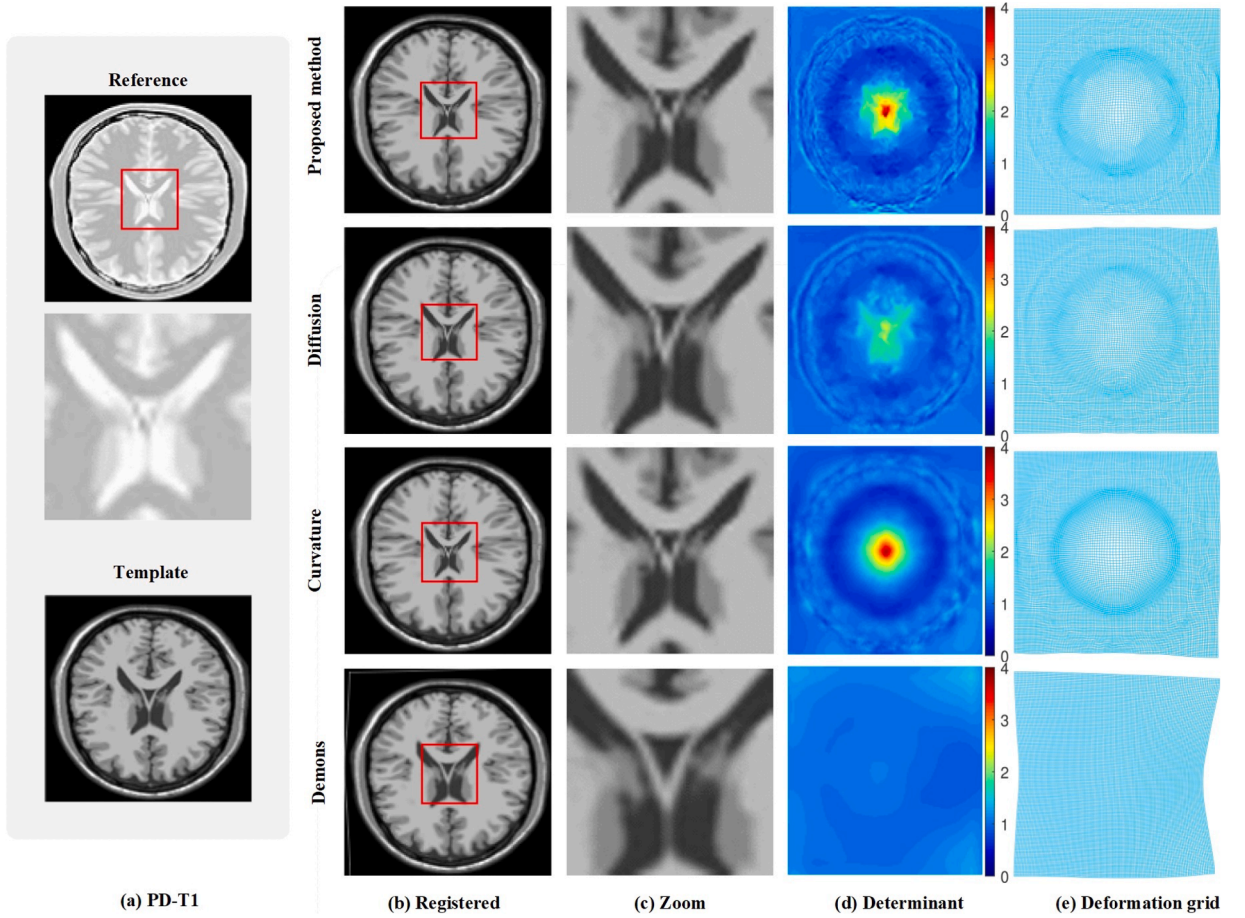 Reference
Template
(a) PD-T1
Proposed method
4
3
2
1
0
Diffusion
4
3
2
1
0
Curvature
4
3
2
1
0
Demons
4
3
2
1
0
(b) Registered
(c) Zoom
(d) Determinant
(e) Deformation grid